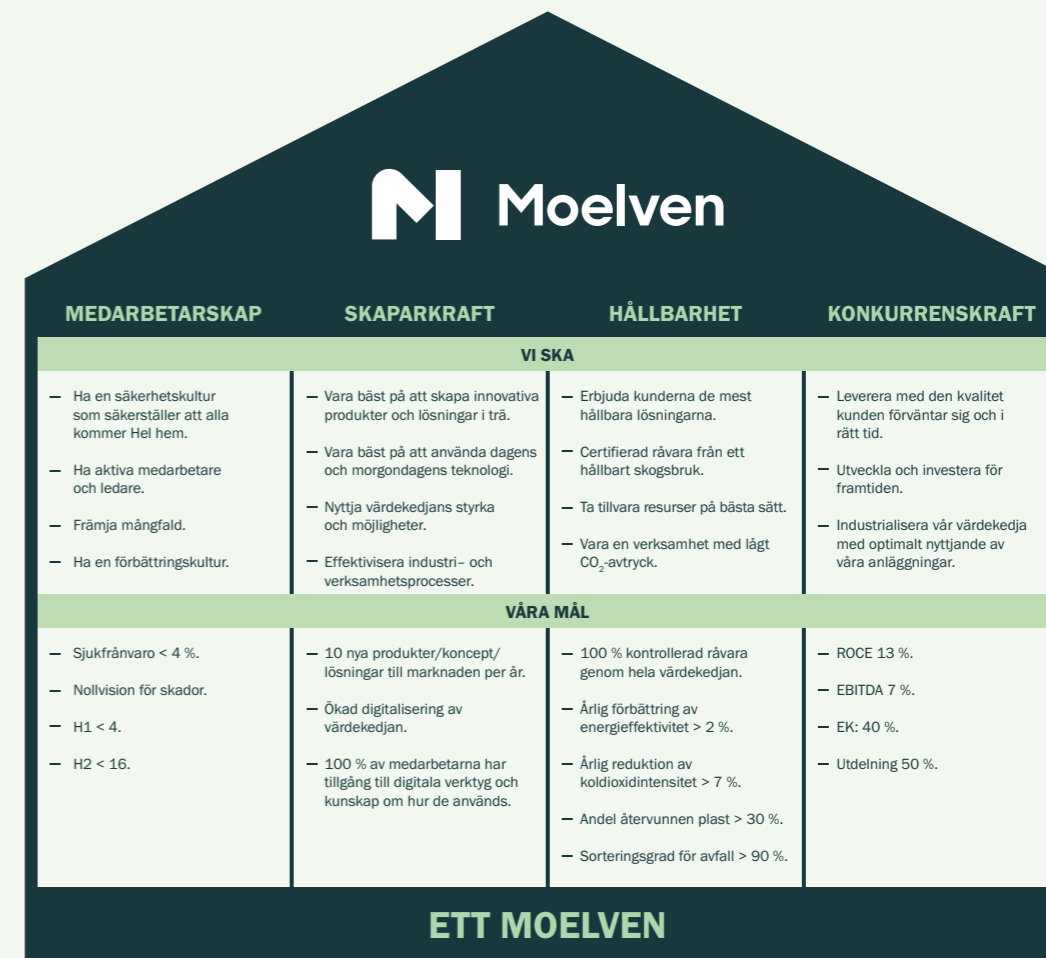 Moelven
MEDARBETARSKAP
SKAPARKRAFT
HÅLLBARHET
KONKURRENSKRAFT
VI SKA
— Ha en säkerhetskultur
som säkerställer att alla
kommer Hel hem.
— Ha aktiva medarbetare
och ledare.
— Främja mångfald.
— Ha en förbättringskultur.
— Vara bäst på att skapa innovativa
produkter och lösningar i trä.
— Vara bäst på att använda dagens
och morgondagens teknologi.
— Nyttja värdekedjans styrka
och möjligheter.
— Effektivisera industri– och
verksamhetsprocesser.
— Erbjuda kunderna de mest
hållbara lösningarna.
— Certifierad råvara från ett
hållbart skogsbruk.
— Ta tillvara resurser på bästa sätt.
— Vara en verksamhet med lågt
CO₂-avtryck.
— Leverera med den kvalitet
kunden förväntar sig och i
rätt tid.
— Utveckla och investera för
framtiden.
— Industrialisera vår värdekedja
med optimalt nyttjande av
våra anläggningar.
VÅRA MÅL
— Sjukfrånvaro < 4 %.
— Nollvision för skador.
— H1 < 4.
— H2 < 16.
— 10 nya produkter/koncept/
lösningar till marknaden per år.
— Ökad digitalisering av
värdekedjan.
— 100 % av medarbetarna har
tillgång till digitala verktyg och
kunskap om hur de används.
— 100 % kontrollerad råvara
genom hela värdekedjan.
— Årlig förbättring av
energieffektivitet > 2 %.
— Årlig reduktion av
koldioxidintensitet > 7 %.
— Andel återvunnen plast > 30 %.
— Sorteringsgrad för avfall > 90 %.
— ROCE 13 %.
— EBITDA 7 %.
— EK: 40 %.
— Utdelning 50 %.
ETT MOELVEN